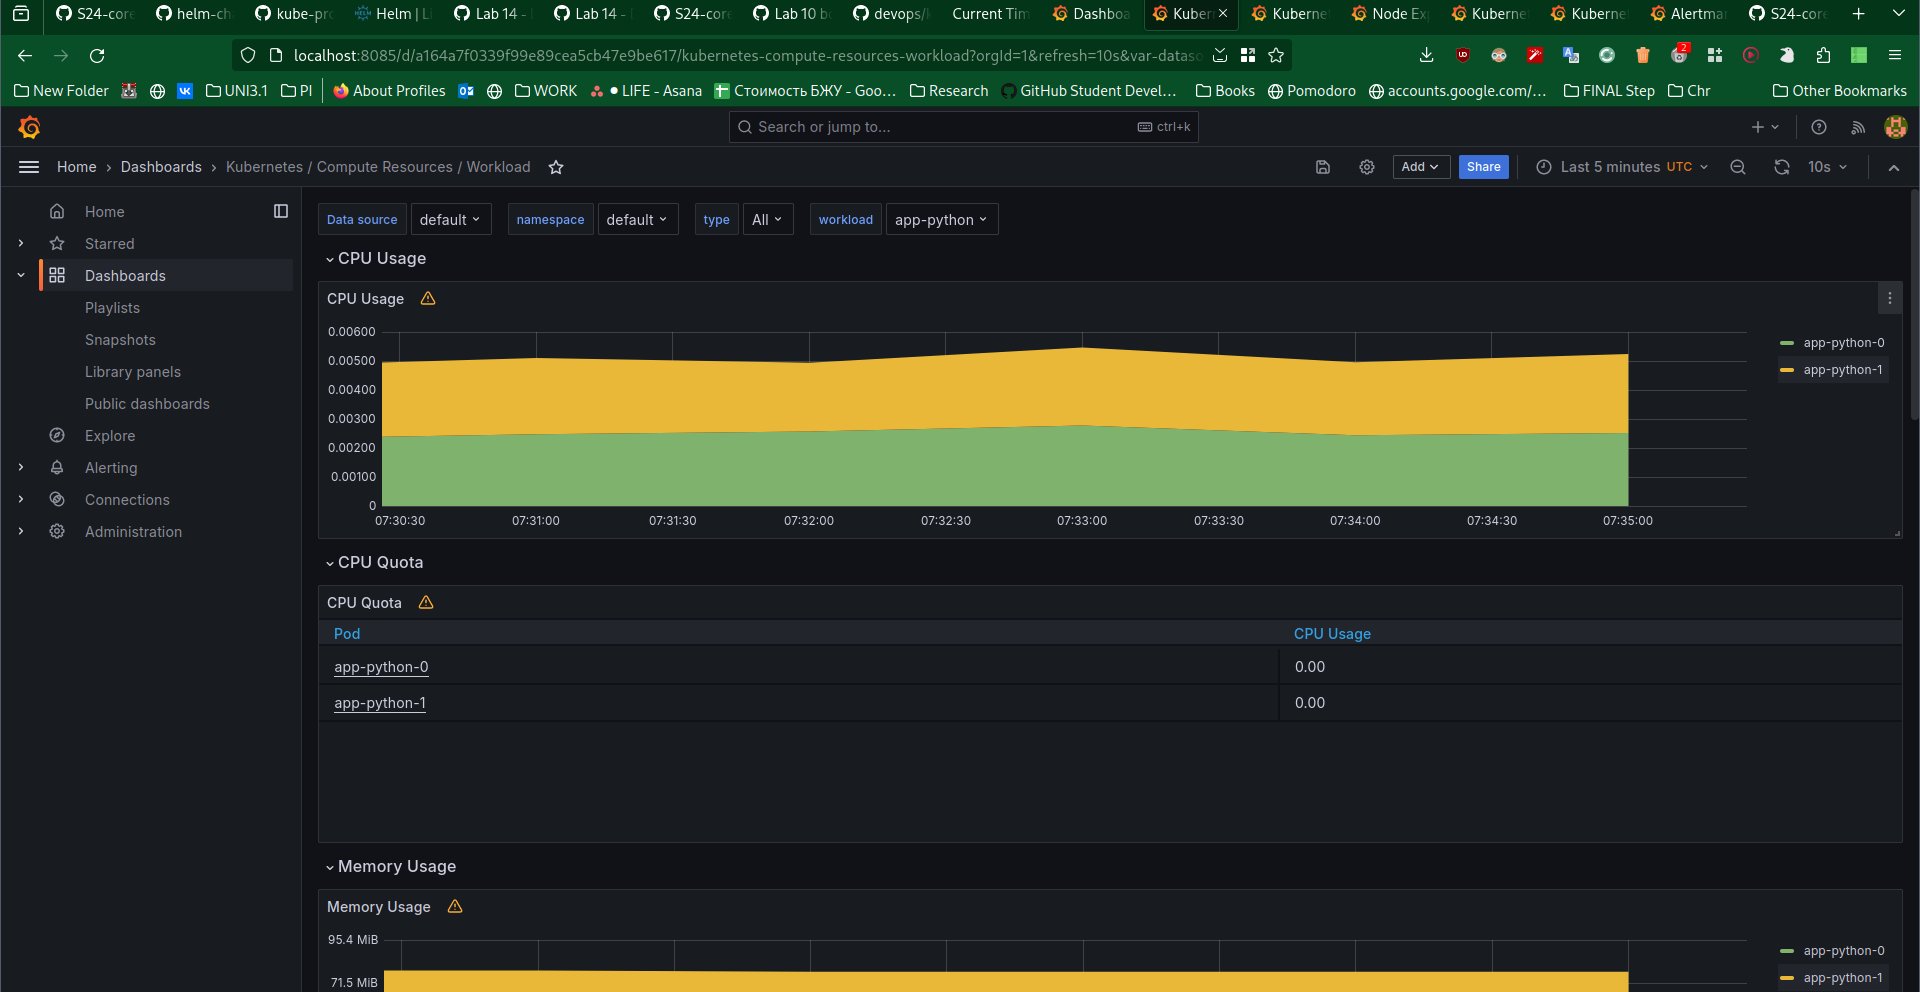 S24-core helm-cha kube-pro Helm | Li Lab 14 - Lab 14 - S24-core Lab 10 bo devops/k Current Tim Dashboa Kubern Kuberne Node Exp Kuberne Kuberne Alertma S24-core
localhost:8085/d/a164a7f0339f99e89cea5cb47e9be617/kubernetes-compute-resources-workload?orgId=1&refresh=10s&var-dataso
2
New Folder UNI3.1 PI About Profiles WORK ● LIFE - Asana Стоимость БЖУ - Goo... Research GitHub Student Devel... Books Pomodoro accounts.google.com/... FINAL Step Chr Other Bookmarks
Search or jump to... ctrl+k
Home › Dashboards › Kubernetes / Compute Resources / Workload Add Share Last 5 minutes UTC 10s
Home
Starred
Dashboards
Playlists
Snapshots
Library panels
Public dashboards
Explore
Alerting
Connections
Administration
Data source default namespace default type All workload app-python
CPU Usage
CPU Usage
0.00600
0.00500
0.00400
0.00300
0.00200
0.00100
0
07:30:30 07:31:00 07:31:30 07:32:00 07:32:30 07:33:00 07:33:30 07:34:00 07:34:30 07:35:00
app-python-0
app-python-1
CPU Quota
CPU Quota
Pod CPU Usage
app-python-0 0.00
app-python-1 0.00
Memory Usage
Memory Usage
95.4 MiB
71.5 MiB
app-python-0
app-python-1